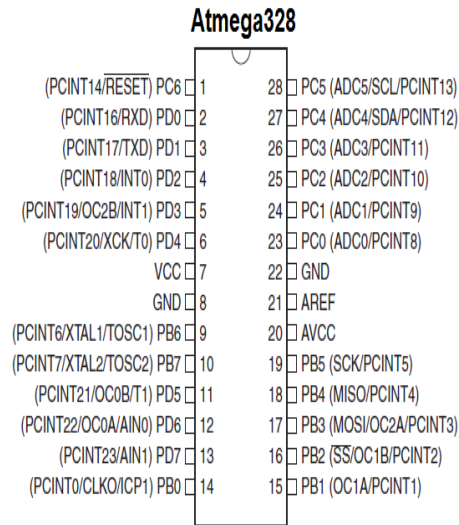 Atmega328
(PCINT14/RESET) PC6 1 28 PC5 (ADC5/SCL/PCINT13)
(PCINT16/RXD) PD0 2 27 PC4 (ADC4/SDA/PCINT12)
(PCINT17/TXD) PD1 3 26 PC3 (ADC3/PCINT11)
(PCINT18/INT0) PD2 4 25 PC2 (ADC2/PCINT10)
(PCINT19/OC2B/INT1) PD3 5 24 PC1 (ADC1/PCINT9)
(PCINT20/XCK/T0) PD4 6 23 PC0 (ADC0/PCINT8)
VCC 7 22 GND
GND 8 21 AREF
(PCINT6/XTAL1/TOSC1) PB6 9 20 AVCC
(PCINT7/XTAL2/TOSC2) PB7 10 19 PB5 (SCK/PCINT5)
(PCINT21/OC0B/T1) PD5 11 18 PB4 (MISO/PCINT4)
(PCINT22/OC0A/AIN0) PD6 12 17 PB3 (MOSI/OC2A/PCINT3)
(PCINT23/AIN1) PD7 13 16 PB2 (SS/OC1B/PCINT2)
(PCINT0/CLKO/ICP1) PB0 14 15 PB1 (OC1A/PCINT1)